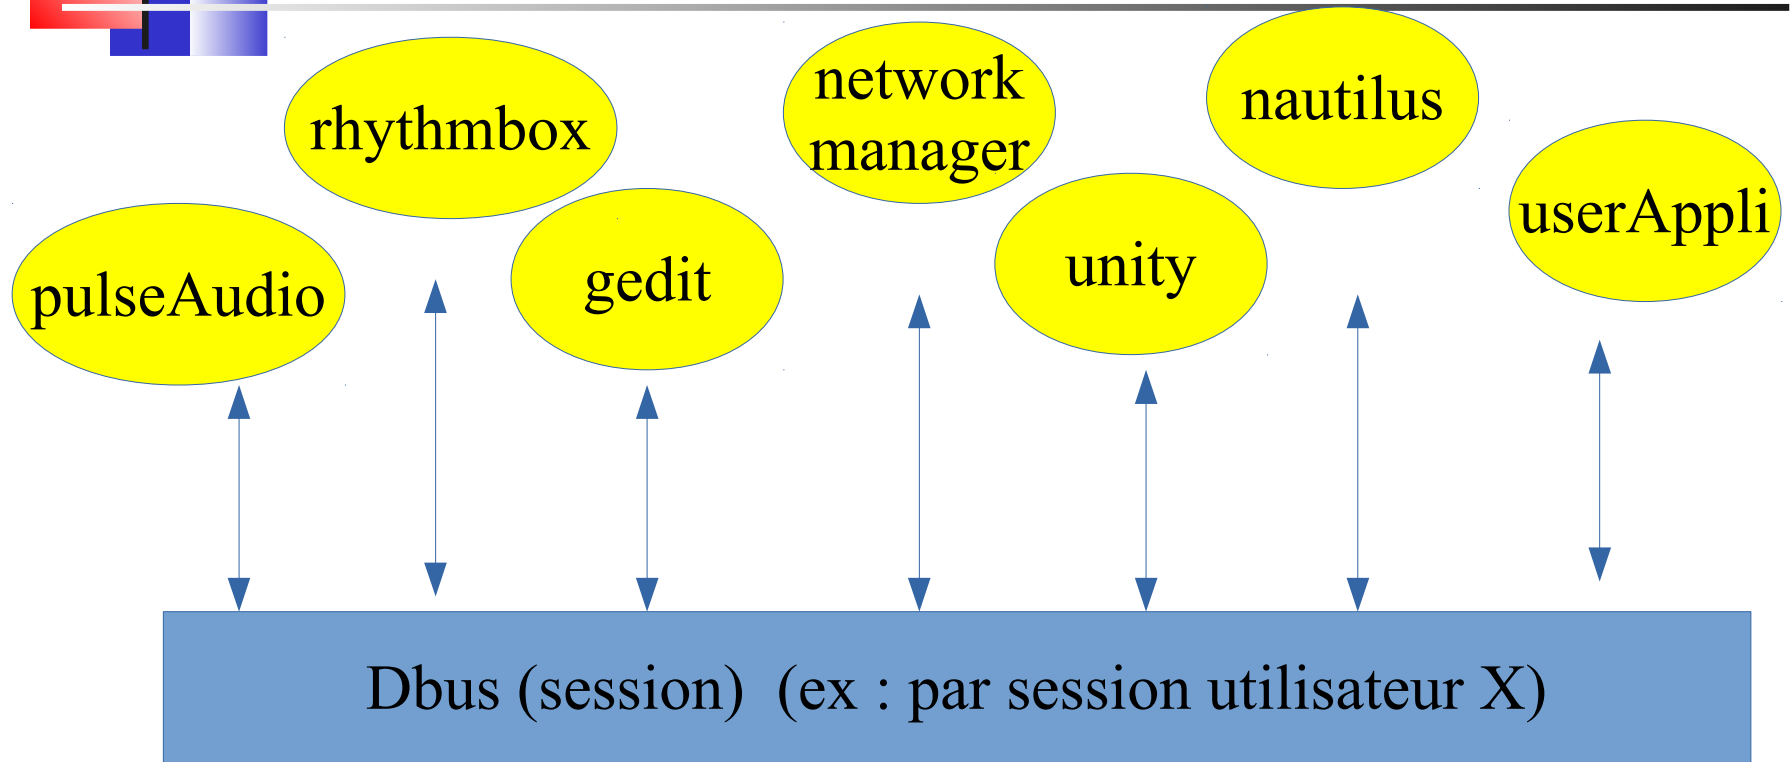 rhythmbox
network
manager
nautilus
userAppli
pulseAudio
gedit
unity
Dbus (session)  (ex : par session utilisateur X)